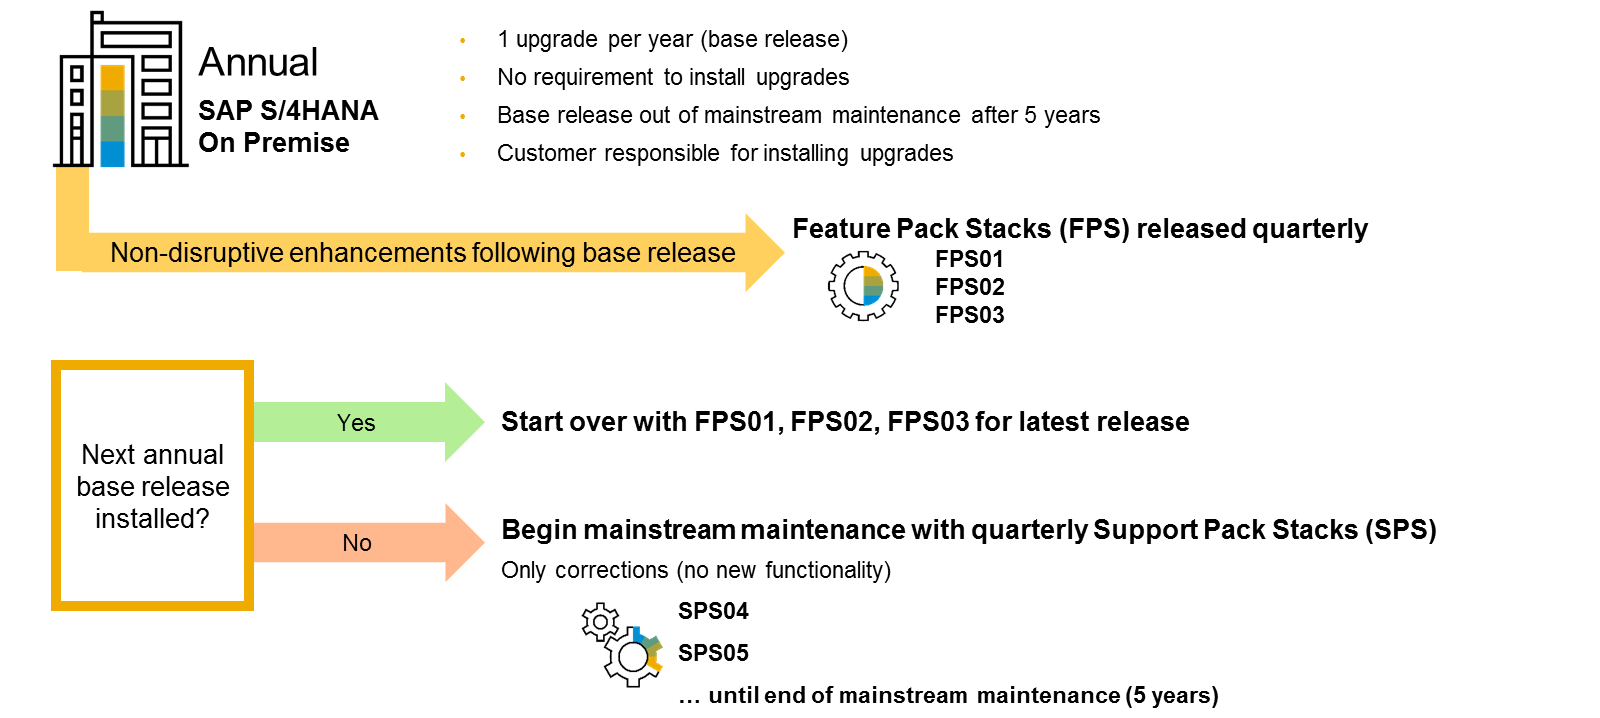 Annual
SAP S/4HANA
On Premise
• 1 upgrade per year (base release)
• No requirement to install upgrades
• Base release out of mainstream maintenance after 5 years
• Customer responsible for installing upgrades
Non-disruptive enhancements following base release
Feature Pack Stacks (FPS) released quarterly
FPS01
FPS02
FPS03
Next annual
base release
installed?
Yes
Start over with FPS01, FPS02, FPS03 for latest release
No
Begin mainstream maintenance with quarterly Support Pack Stacks (SPS)
Only corrections (no new functionality)
SPS04
SPS05
… until end of mainstream maintenance (5 years)